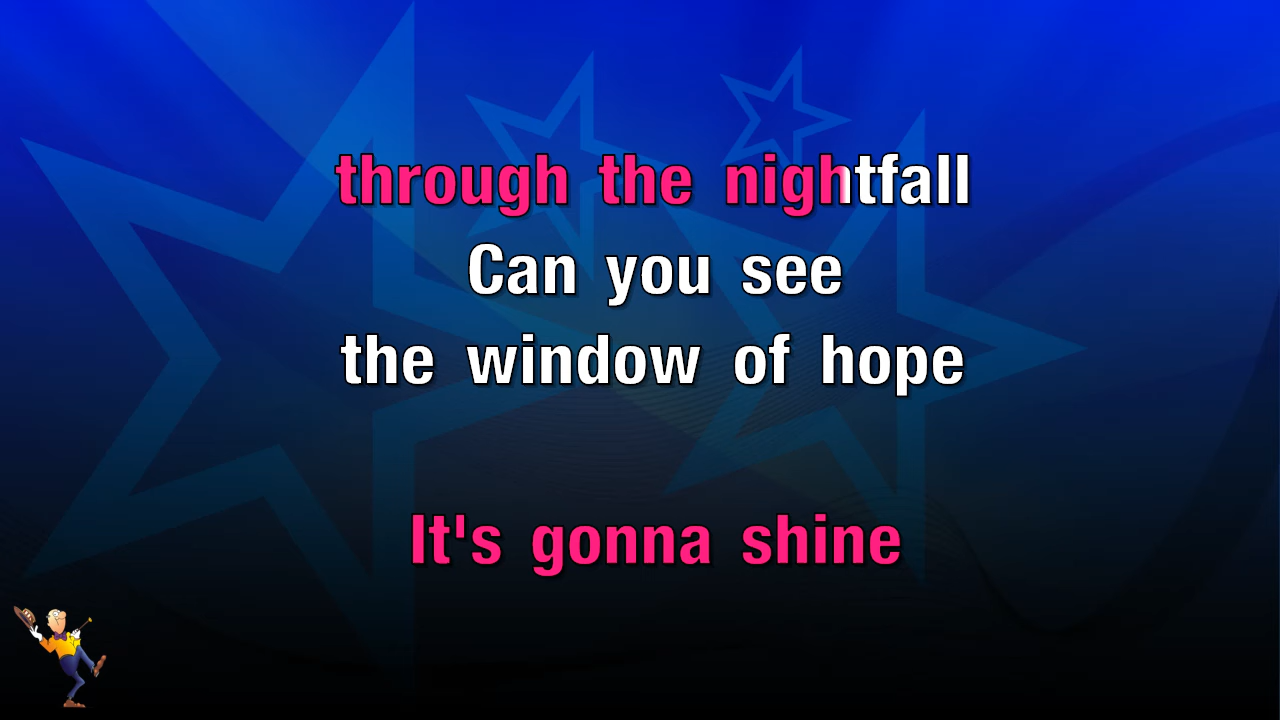 through the nightfall
Can you see
the window of hope
It's gonna shine